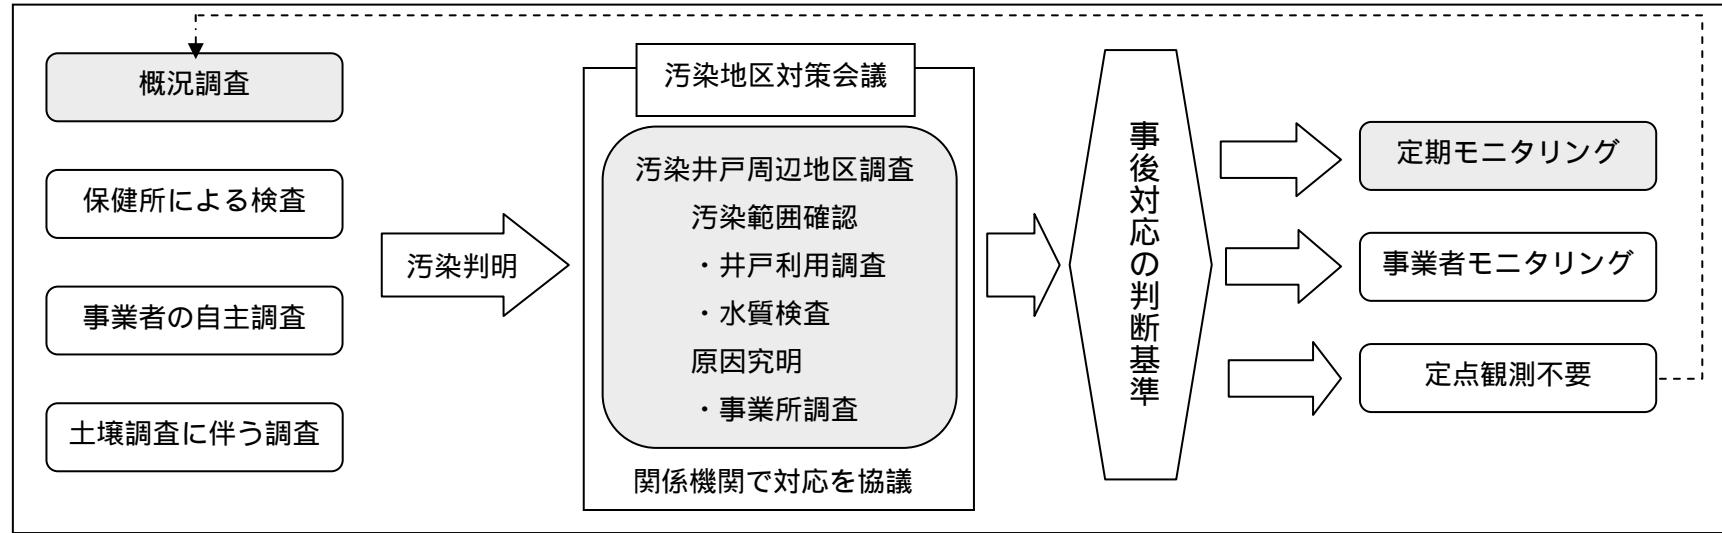 概況調査
保健所による検査
事業者の自主調査
土壌調査に伴う調査
汚染判明
汚染地区対策会議
汚染井戸周辺地区調査
汚染範囲確認
・井戸利用調査
・水質検査
原因究明
・事業所調査
関係機関で対応を協議
事後対応の判断基準
定期モニタリング
事業者モニタリング
定点観測不要